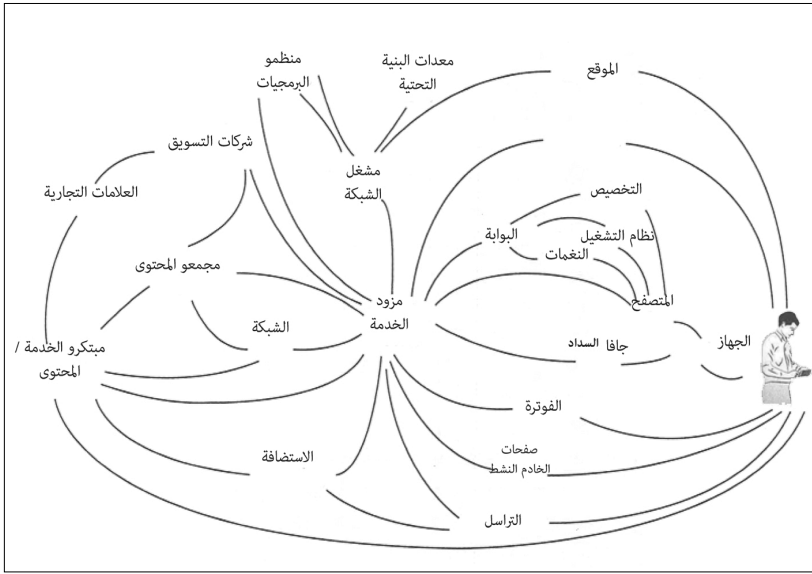 منظمو
البرمجيات
معدات البنية
التحتية
الموقع
شركات التسويق
مشغل
الشبكة
العلامات التجارية
التخصيص
البوابة
نظام التشغيل
النغمات
مجمعو المحتوى
المتصفح
مزود
الخدمة
الشبكة
جافا السداد
الجهاز
مبتكرو الخدمة /
المحتوى
الفوترة
صفحات
الخادم النشط
الاستضافة
التراسل